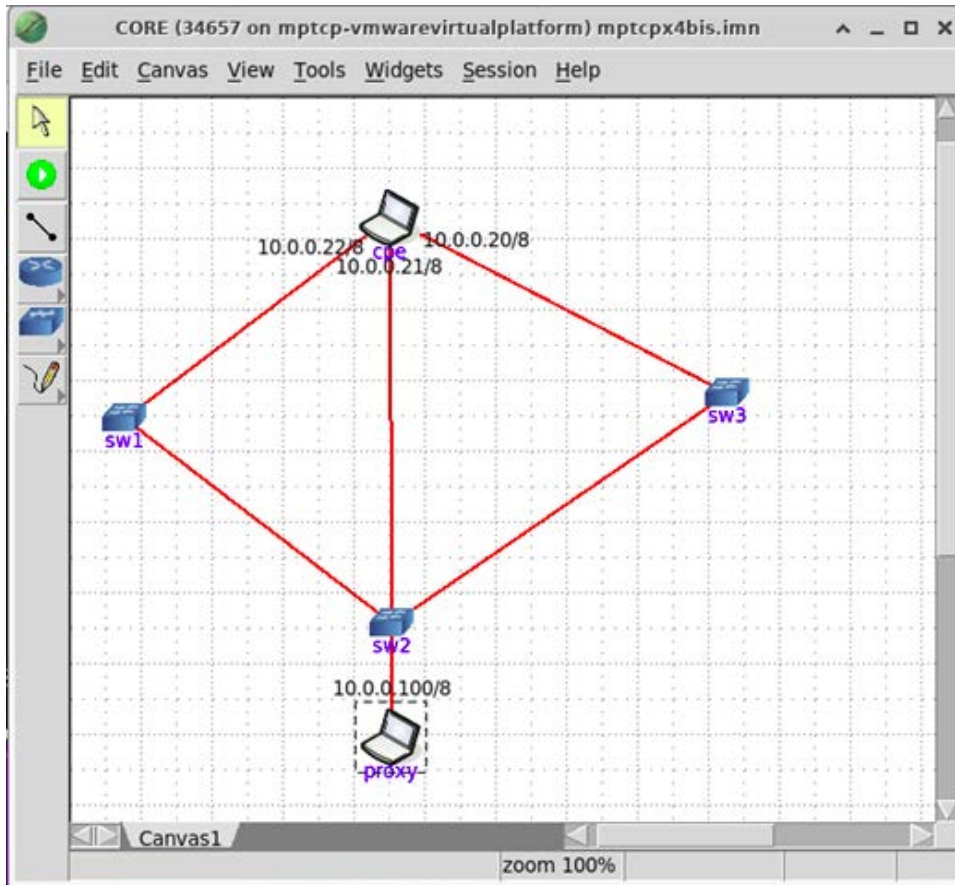 CORE (34657 on mptcp-vmwarevirtualplatform) mptcpx4bis.imn
File Edit Canvas View Tools Widgets Session Help
10.0.0.22/8
cpe
10.0.0.20/8
10.0.0.21/8
sw1
sw3
sw2
10.0.0.100/8
proxy
Canvas1
zoom 100%